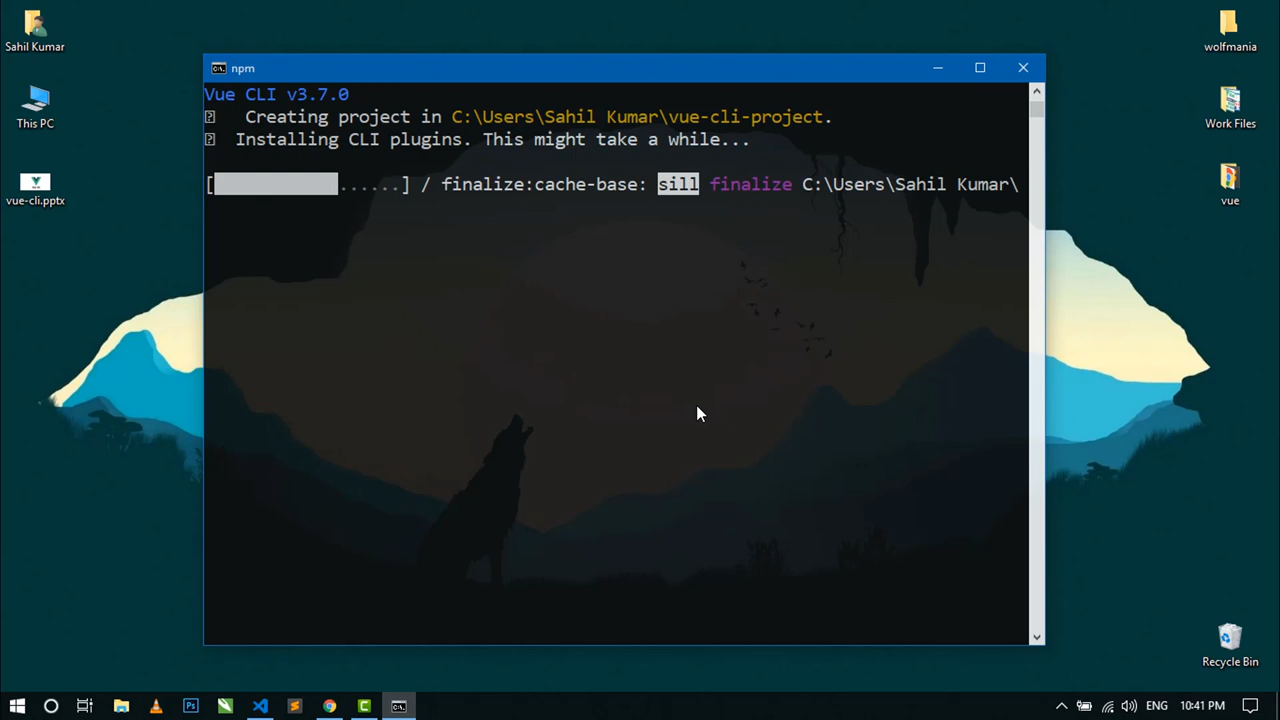 Sahil Kumar
This PC
vue-cli.pptx
npm
Vue CLI v3.7.0
Creating project in C:\Users\Sahil Kumar\vue-cli-project.
Installing CLI plugins. This might take a while...
[ ......] / finalize:cache-base: sill finalize C:\Users\Sahil Kumar\
wolfmania
Work Files
vue
Recycle Bin
Ps
C
ENG
10:41 PM